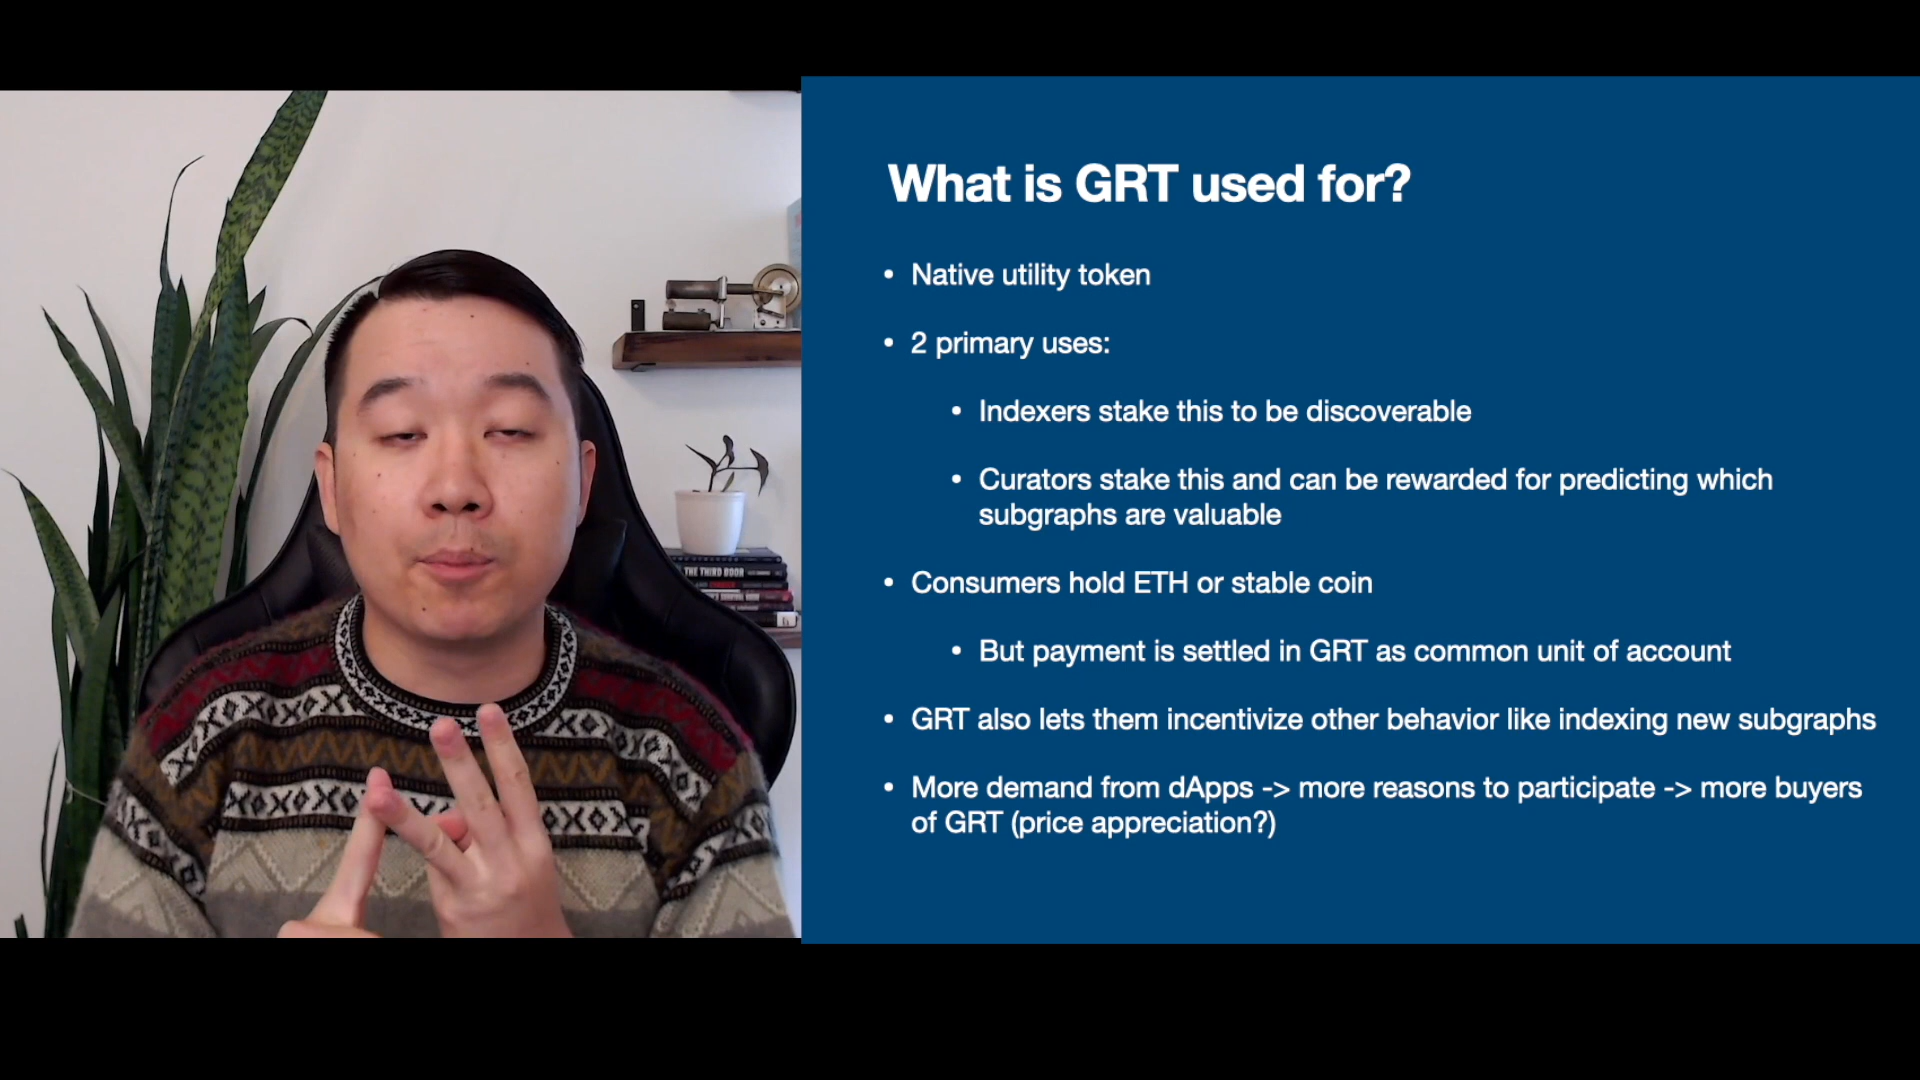 What is GRT used for?
• Native utility token
• 2 primary uses:
• Indexers stake this to be discoverable
• Curators stake this and can be rewarded for predicting which
subgraphs are valuable
• Consumers hold ETH or stable coin
• But payment is settled in GRT as common unit of account
• GRT also lets them incentivize other behavior like indexing new subgraphs
• More demand from dApps -> more reasons to participate -> more buyers
of GRT (price appreciation?)
THE THIRD DOOR